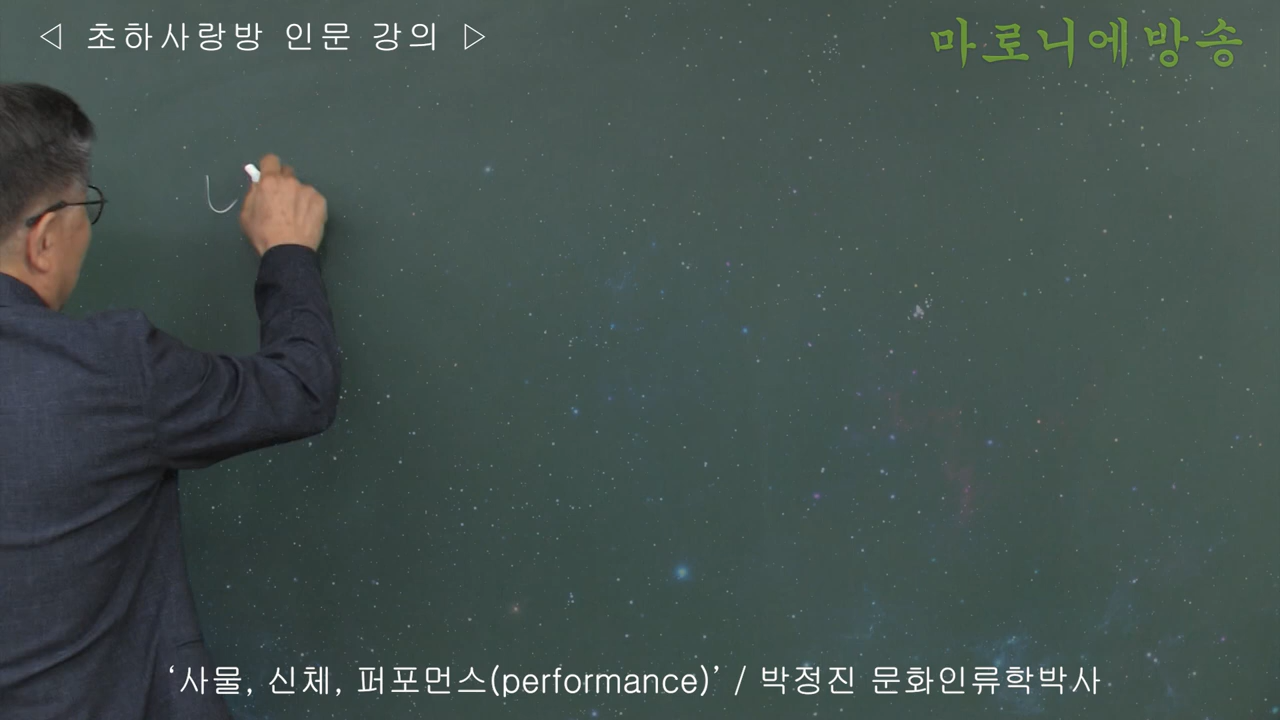 ◁ 초하사랑방 인문 강의 ▷
마로니에방송
‘사물, 신체, 퍼포먼스(performance)’ / 박정진 문화인류학박사